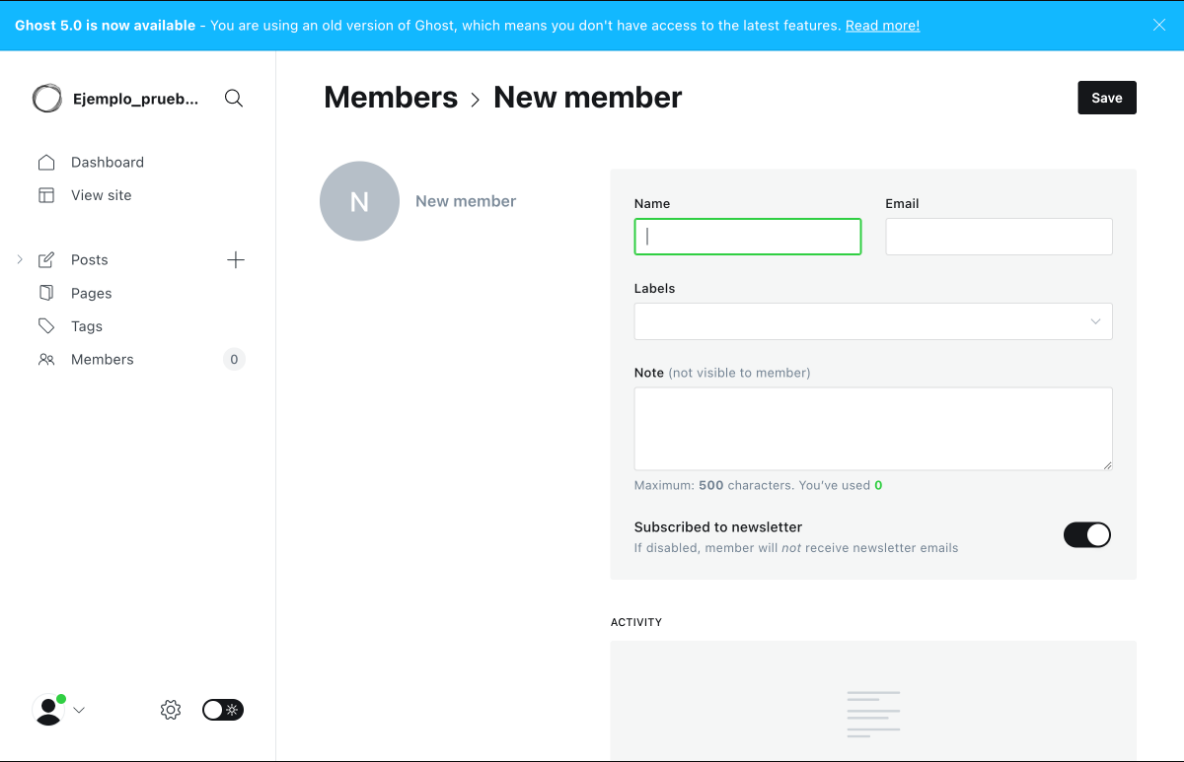 Ghost 5.0 is now available - You are using an old version of Ghost, which means you don't have access to the latest features. Read more!
Ejemplo_prueb...
Dashboard
View site
Posts
Pages
Tags
Members 0
Members > New member
Save
N New member
Name Email
Labels
Note (not visible to member)
Maximum: 500 characters. You've used 0
Subscribed to newsletter
If disabled, member will not receive newsletter emails
ACTIVITY